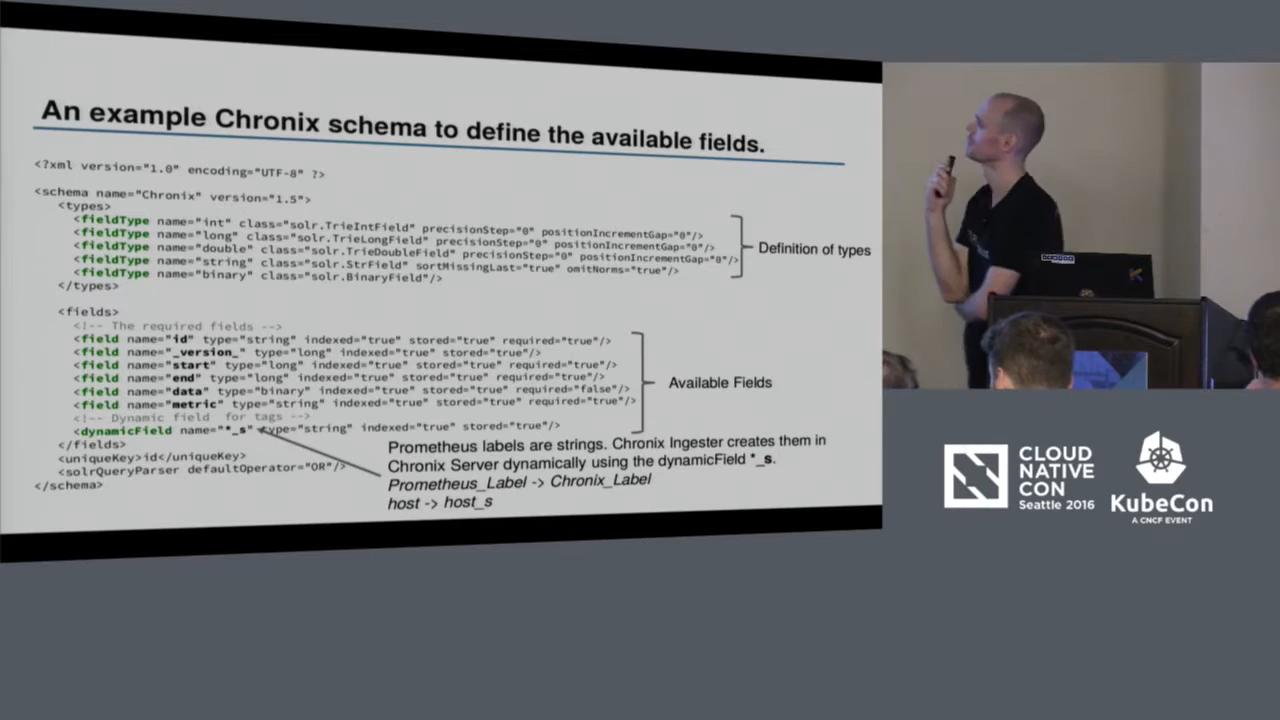 An example Chronix schema to define the available fields.
<?xml version="1.0" encoding="UTF-8" ?>
<schema name="Chronix" version="1.5">
<types>
<fieldType name="int" class="solr.TrieIntField" precisionStep="0" positionIncrementGap="0"/>
<fieldType name="long" class="solr.TrieLongField" precisionStep="0" positionIncrementGap="0"/>
<fieldType name="double" class="solr.TrieDoubleField" precisionStep="0" positionIncrementGap="0"/>
<fieldType name="string" class="solr.StrField" sortMissingLast="true" omitNorms="true"/>
<fieldType name="binary" class="solr.BinaryField"/>
</types>
Definition of types
<fields>
<!-- The required fields -->
<field name="id" type="string" indexed="true" stored="true" required="true"/>
<field name="_version_" type="long" indexed="true" stored="true"/>
<field name="start" type="long" indexed="true" stored="true" required="true"/>
<field name="end" type="long" indexed="true" stored="true" required="true"/>
<field name="data" type="binary" indexed="true" stored="true" required="false"/>
<field name="metric" type="string" indexed="true" stored="true" required="true"/>
<!-- Dynamic field  for tags -->
<dynamicField name="*_s" type="string" indexed="true" stored="true"/>
</fields>
<uniqueKey>id</uniqueKey>
<solrQueryParser defaultOperator="OR"/>
</schema>
Available Fields
Prometheus labels are strings. Chronix Ingester creates them in
Chronix Server dynamically using the dynamicField *_s.
Prometheus_Label -> Chronix_Label
host -> host_s
CLOUD
NATIVE
CON
Seattle 2016
KubeCon
A CNCF EVENT